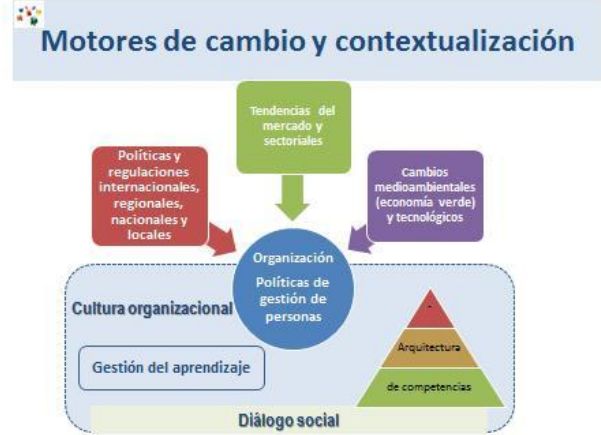 Motores de cambio y contextualización
Tendencias del
mercado y
sectoriales
Políticas y
regulaciones
internacionales,
regionales,
nacionales y
locales
Cambios
medioambientales
(economía verde)
y tecnológicos
Organización
Políticas de
gestión de
personas
Cultura organizacional
-
Arquitectura
Gestión del aprendizaje
de competencias
Diálogo social